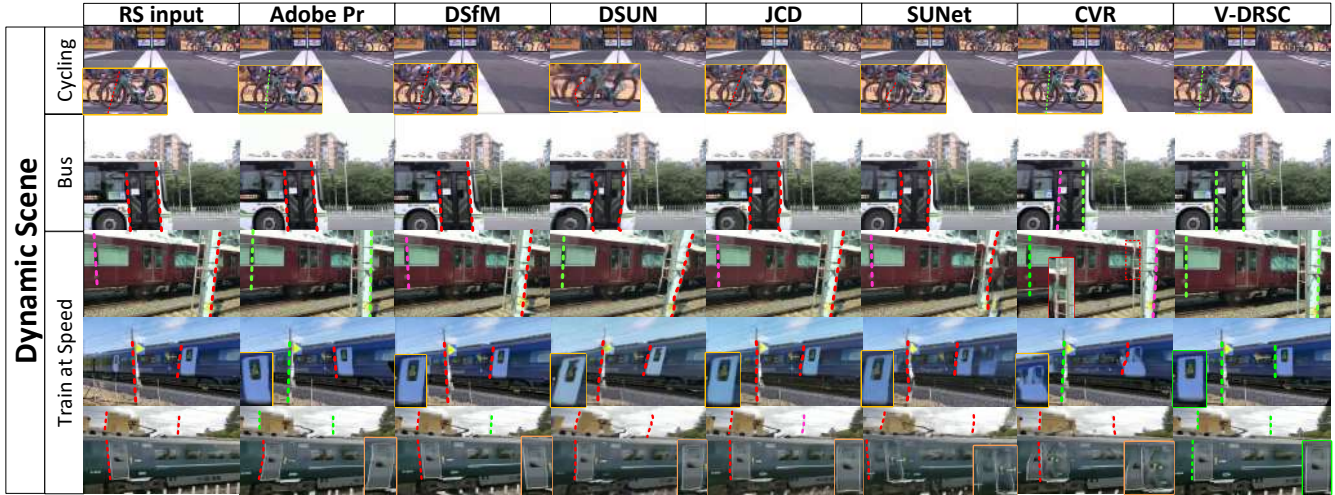 RS input Adobe Pr DSfM DSUN JCD SUNet CVR V-DRSC
Dynamic Scene
Cycling
Bus
Train at Speed